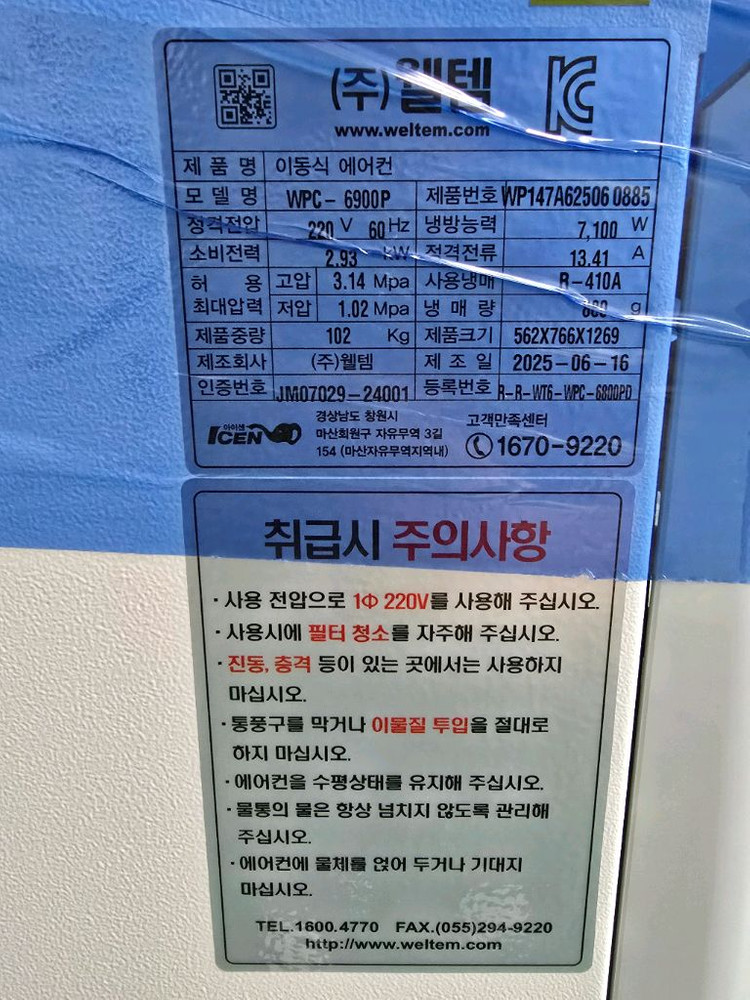 (주)웰템
www.weltem.com
제품명 이동식 에어컨
모델명 WPC-6900P 제품번호 WP147A62506 0885
정격전압 220 V 60 Hz 냉방능력 7,100 W
소비전력 2.93 kW 정격전류 13.41 A
허용 고압 3.14 Mpa 사용냉매 R-410A
최대압력 저압 1.02 Mpa 냉매량 g
제품중량 102 Kg 제품크기 562X766X1269
제조회사 (주)웰템 제조일 2025-06-16
인증번호 JM07029-24001 등록번호 R-R-WT6-WPC-6800PD
아이센 ICEN
경상남도 창원시
마산회원구 자유무역 3길
154 (마산자유무역지역내)
고객만족센터
1670-9220
취급시 주의사항
· 사용 전압으로 1Φ 220V를 사용해 주십시오.
· 사용시에 필터 청소를 자주해 주십시오.
· 진동, 충격 등이 있는 곳에서는 사용하지
마십시오.
· 통풍구를 막거나 이물질 투입을 절대로
하지 마십시오.
· 에어컨을 수평상태를 유지해 주십시오.
· 물통의 물은 항상 넘치지 않도록 관리해
주십시오.
· 에어컨에 물체를 얹어 두거나 기대지
마십시오.
TEL.1600.4770 FAX.(055)294-9220
http://www.weltem.com